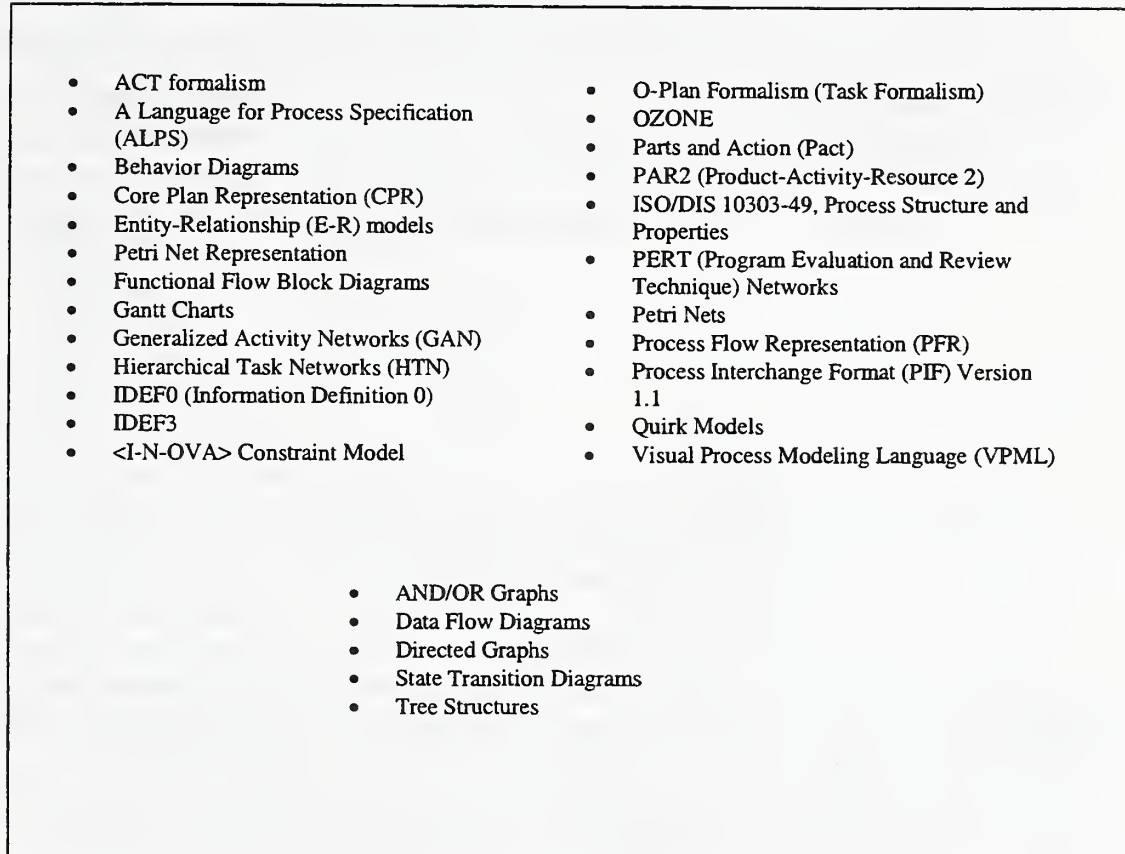 • ACT formalism
• A Language for Process Specification
(ALPS)
• Behavior Diagrams
• Core Plan Representation (CPR)
• Entity-Relationship (E-R) models
• Petri Net Representation
• Functional Flow Block Diagrams
• Gantt Charts
• Generalized Activity Networks (GAN)
• Hierarchical Task Networks (HTN)
• IDEF0 (Information Definition 0)
• IDEF3
• <I-N-OVA> Constraint Model
• O-Plan Formalism (Task Formalism)
• OZONE
• Parts and Action (Pact)
• PAR2 (Product-Activity-Resource 2)
• ISO/DIS 10303-49, Process Structure and
Properties
• PERT (Program Evaluation and Review
Technique) Networks
• Petri Nets
• Process Flow Representation (PFR)
• Process Interchange Format (PIF) Version
1.1
• Quirk Models
• Visual Process Modeling Language (VPML)
• AND/OR Graphs
• Data Flow Diagrams
• Directed Graphs
• State Transition Diagrams
• Tree Structures